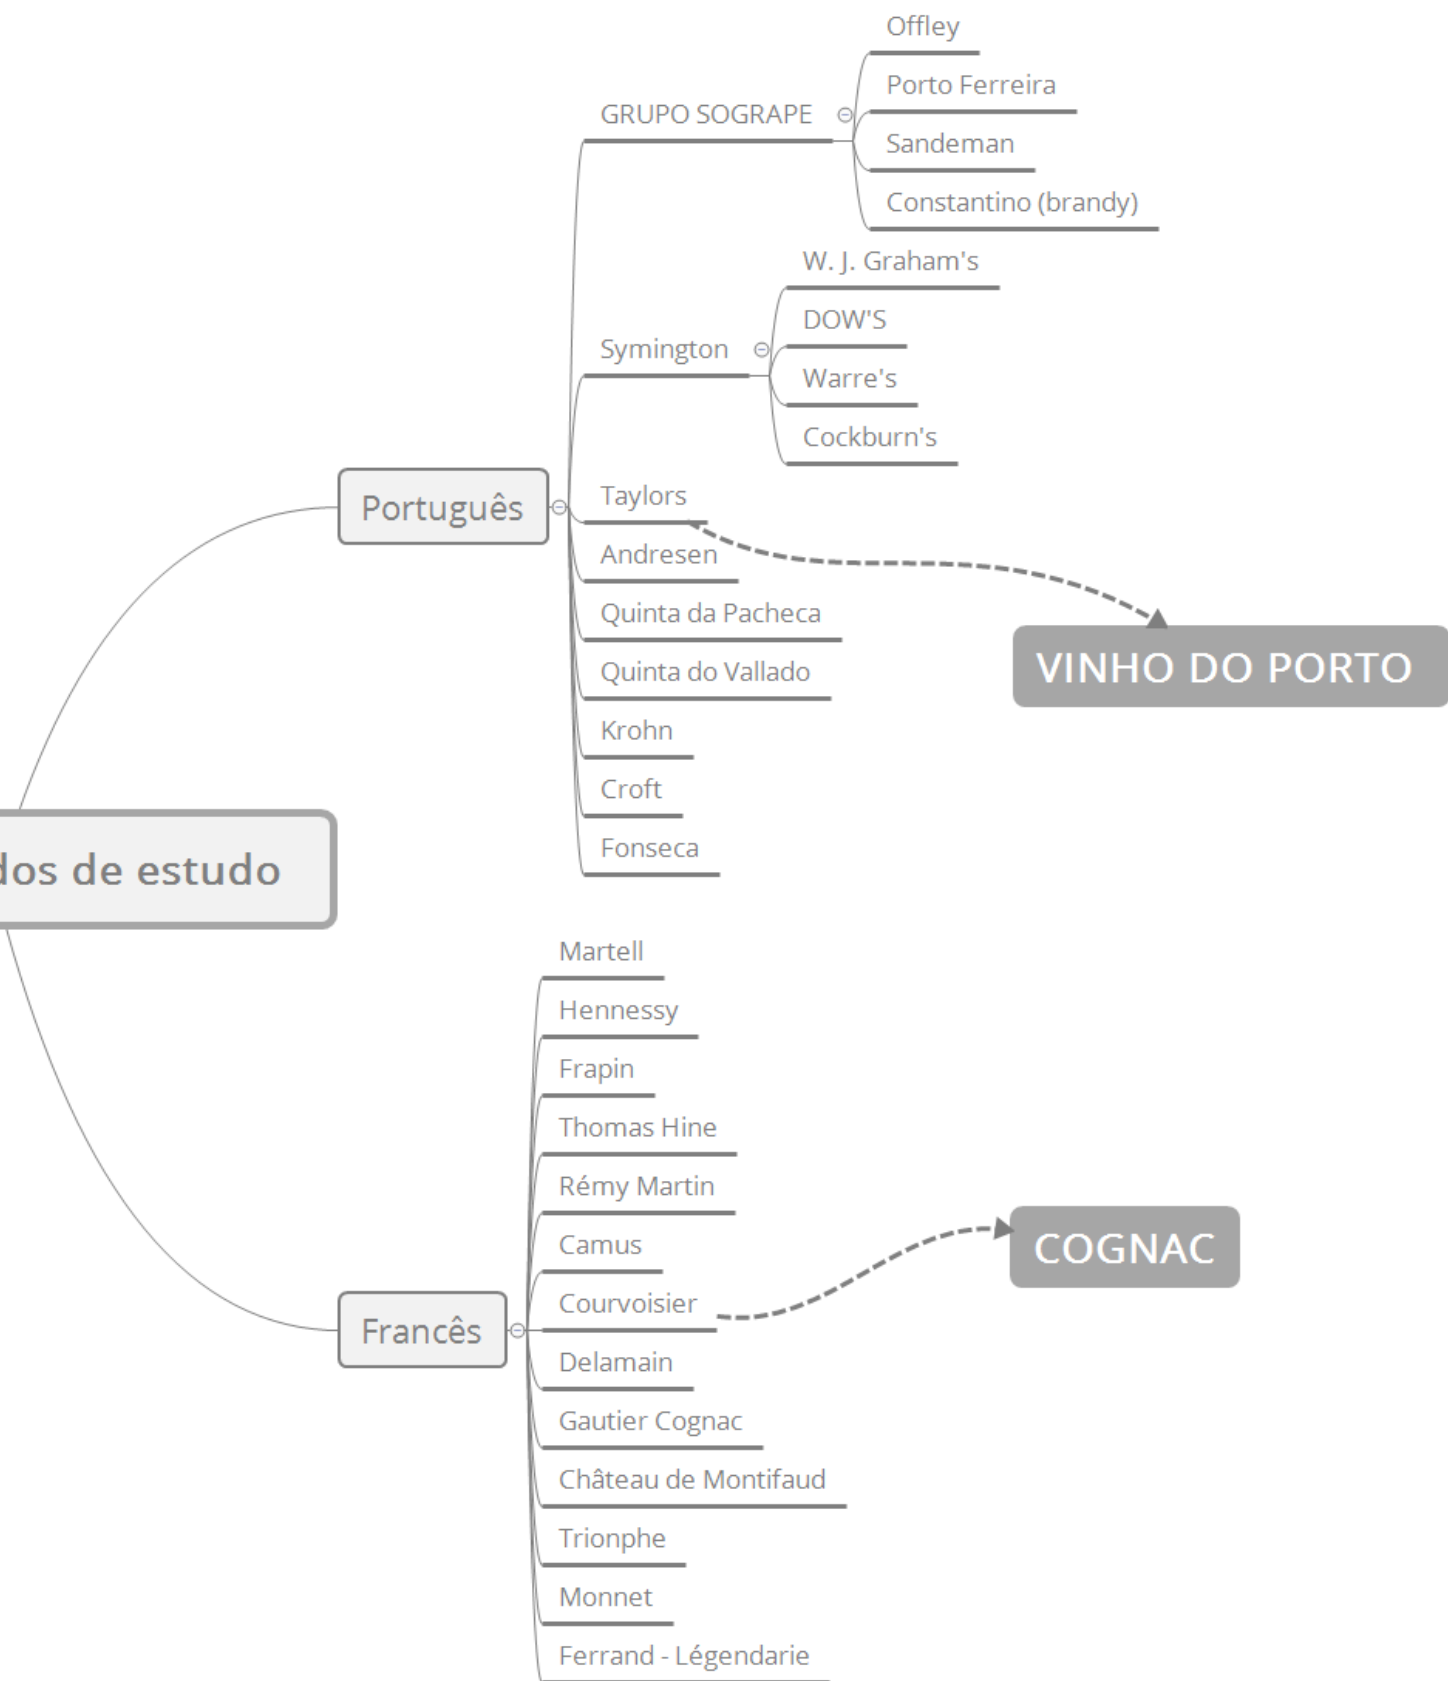 Offley
GRUPO SOGRAPE
Porto Ferreira
Sandeman
Constantino (brandy)
W. J. Graham's
Symington
DOW'S
Warre's
Cockburn's
Português
Taylors
Andresen
Quinta da Pacheca
VINHO DO PORTO
Quinta do Vallado
Krohn
Croft
Fonseca
dos de estudo
Martell
Hennessy
Frapin
Thomas Hine
Rémy Martin
Camus
COGNAC
Courvoisier
Francês
Delamain
Gautier Cognac
Château de Montifaud
Trionphe
Monnet
Ferrand - Légendarie